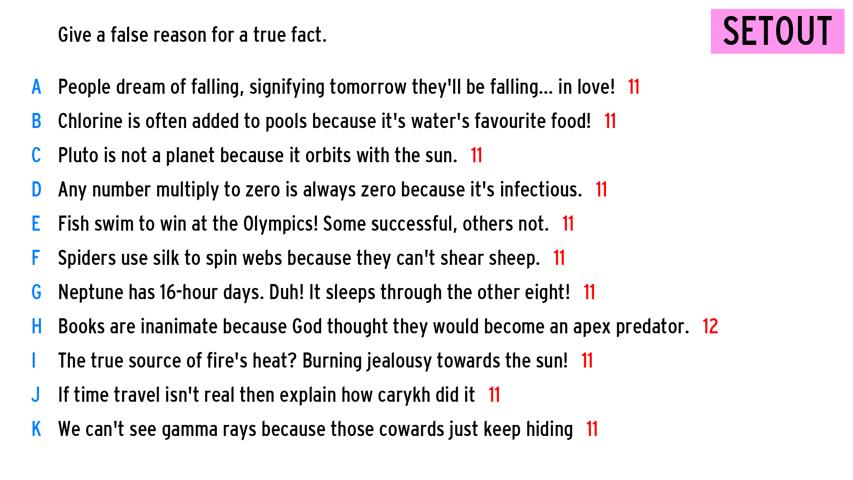 Give a false reason for a true fact.
SETOUT
A People dream of falling, signifying tomorrow they'll be falling... in love! 11
B Chlorine is often added to pools because it's water's favourite food! 11
C Pluto is not a planet because it orbits with the sun. 11
D Any number multiply to zero is always zero because it's infectious. 11
E Fish swim to win at the Olympics! Some successful, others not. 11
F Spiders use silk to spin webs because they can't shear sheep. 11
G Neptune has 16-hour days. Duh! It sleeps through the other eight! 11
H Books are inanimate because God thought they would become an apex predator. 12
I The true source of fire's heat? Burning jealousy towards the sun! 11
J If time travel isn't real then explain how carykh did it 11
K We can't see gamma rays because those cowards just keep hiding 11